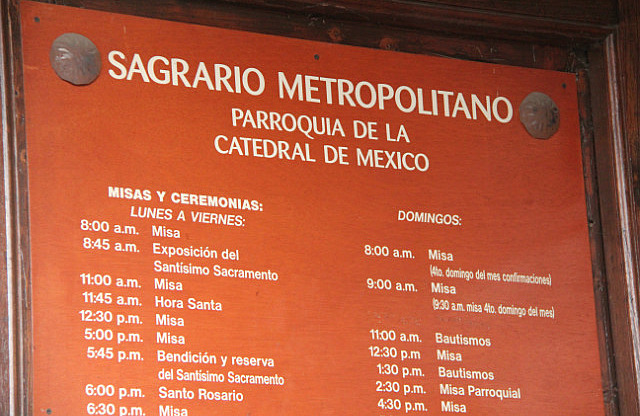 SAGRARIO METROPOLITANO
PARROQUIA DE LA
CATEDRAL DE MEXICO
MISAS Y CEREMONIAS:
LUNES A VIERNES:
8:00 a.m. Misa
8:45 a.m. Exposición del
Santísimo Sacramento
11:00 a.m. Misa
11:45 a.m. Hora Santa
12:30 p.m. Misa
5:00 p.m. Misa
5:45 p.m. Bendición y reserva
del Santísimo Sacramento
6:00 p.m. Santo Rosario
6:30 p.m. Misa
DOMINGOS:
8:00 a.m. Misa
(4to. domingo del mes confirmaciones)
9:00 a.m. Misa
(9:30 a.m. misa 4to. domingo del mes)
11:00 a.m. Bautismos
12:30 p.m Misa
1:30 p.m. Bautismos
2:30 p.m. Misa Parroquial
4:30 p.m. Misa